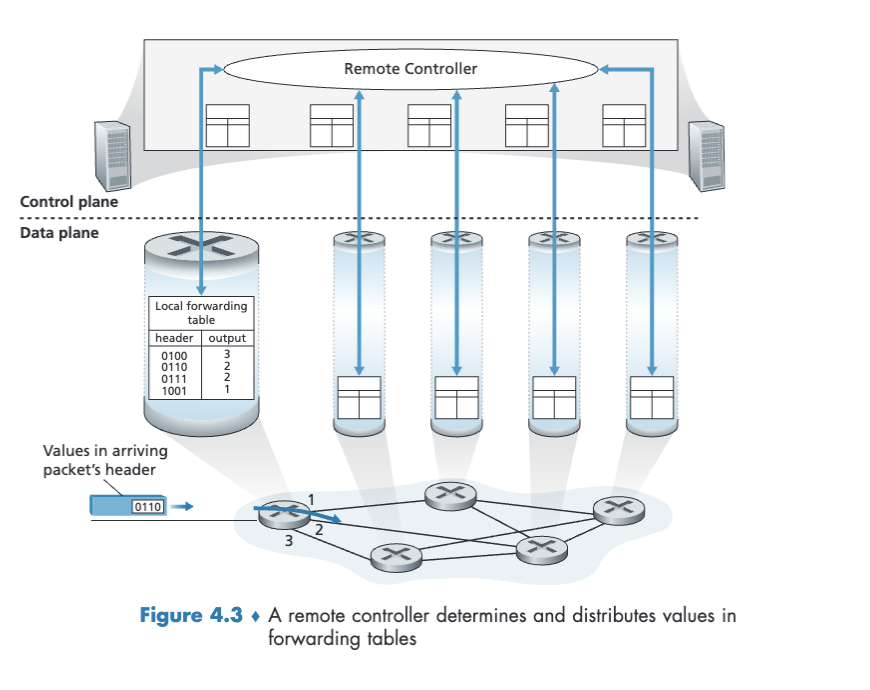 Remote Controller
Control plane
Data plane
Local forwarding
table
header output
0100 3
0110 2
0111 2
1001 1
Values in arriving
packet's header
0110
1
2
3
Figure 4.3 ♦ A remote controller determines and distributes values in
forwarding tables